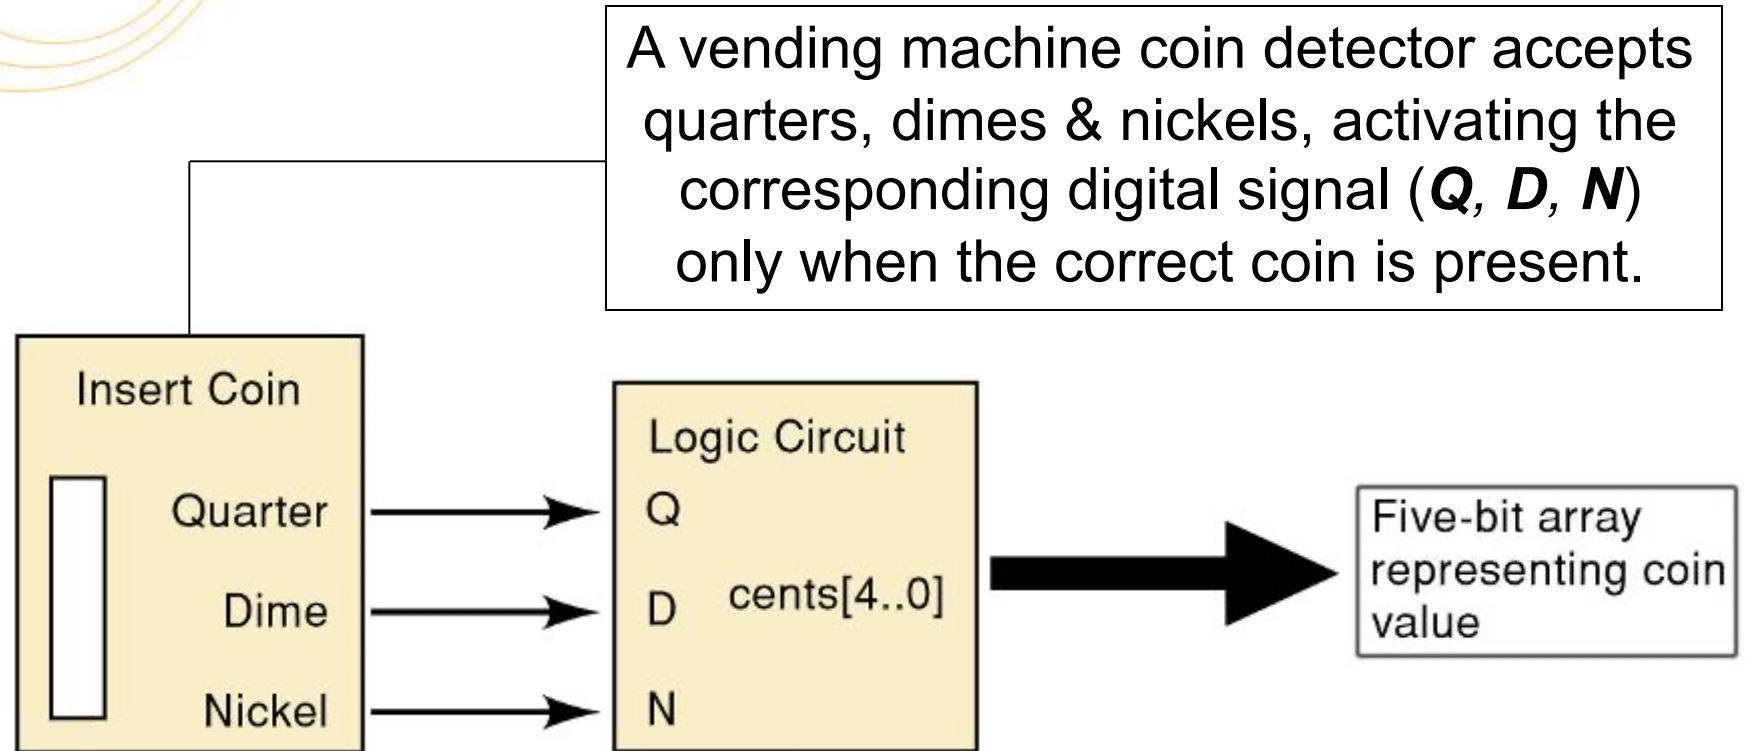 A vending machine coin detector accepts
quarters, dimes & nickels, activating the
corresponding digital signal (Q, D, N)
only when the correct coin is present.
Insert Coin
Quarter
Dime
Nickel
Logic Circuit
Q
D
cents[4..0]
N
Five-bit array
representing coin
value